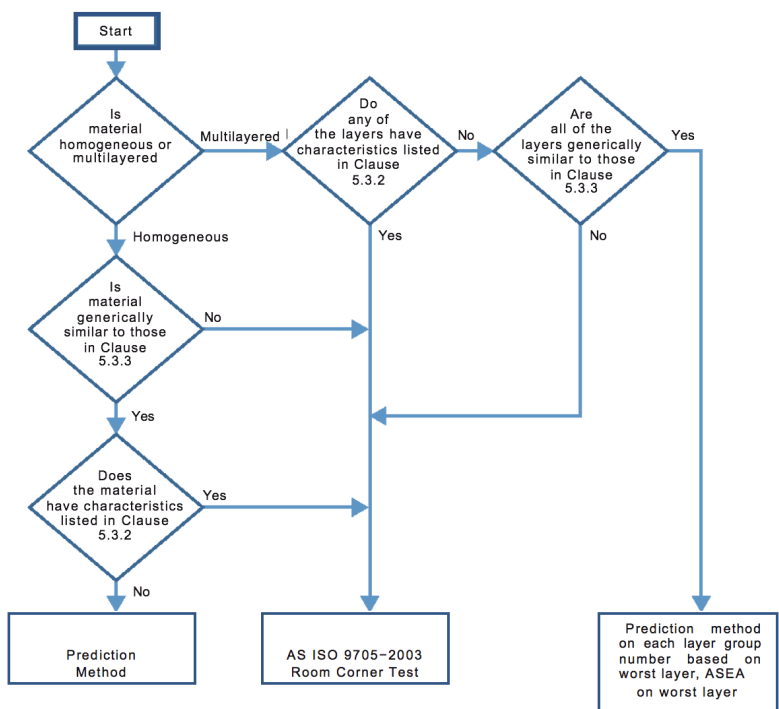 Start
Is
material
homogeneous or
multilayered
Multilayered
Do
any of
the layers have
characteristics listed
in Clause
5.3.2
No
Are
all of the
layers generically
similar to those
in Clause
5.3.3
Yes
Homogeneous
Yes
No
Is
material
generically
similar to those
in Clause
5.3.3
No
Yes
Does
the material
have characteristics
listed in Clause
5.3.2
Yes
No
Prediction
Method
AS ISO 9705−2003
Room Corner Test
Prediction method
on each layer group
number based on
worst layer, ASEA
on worst layer